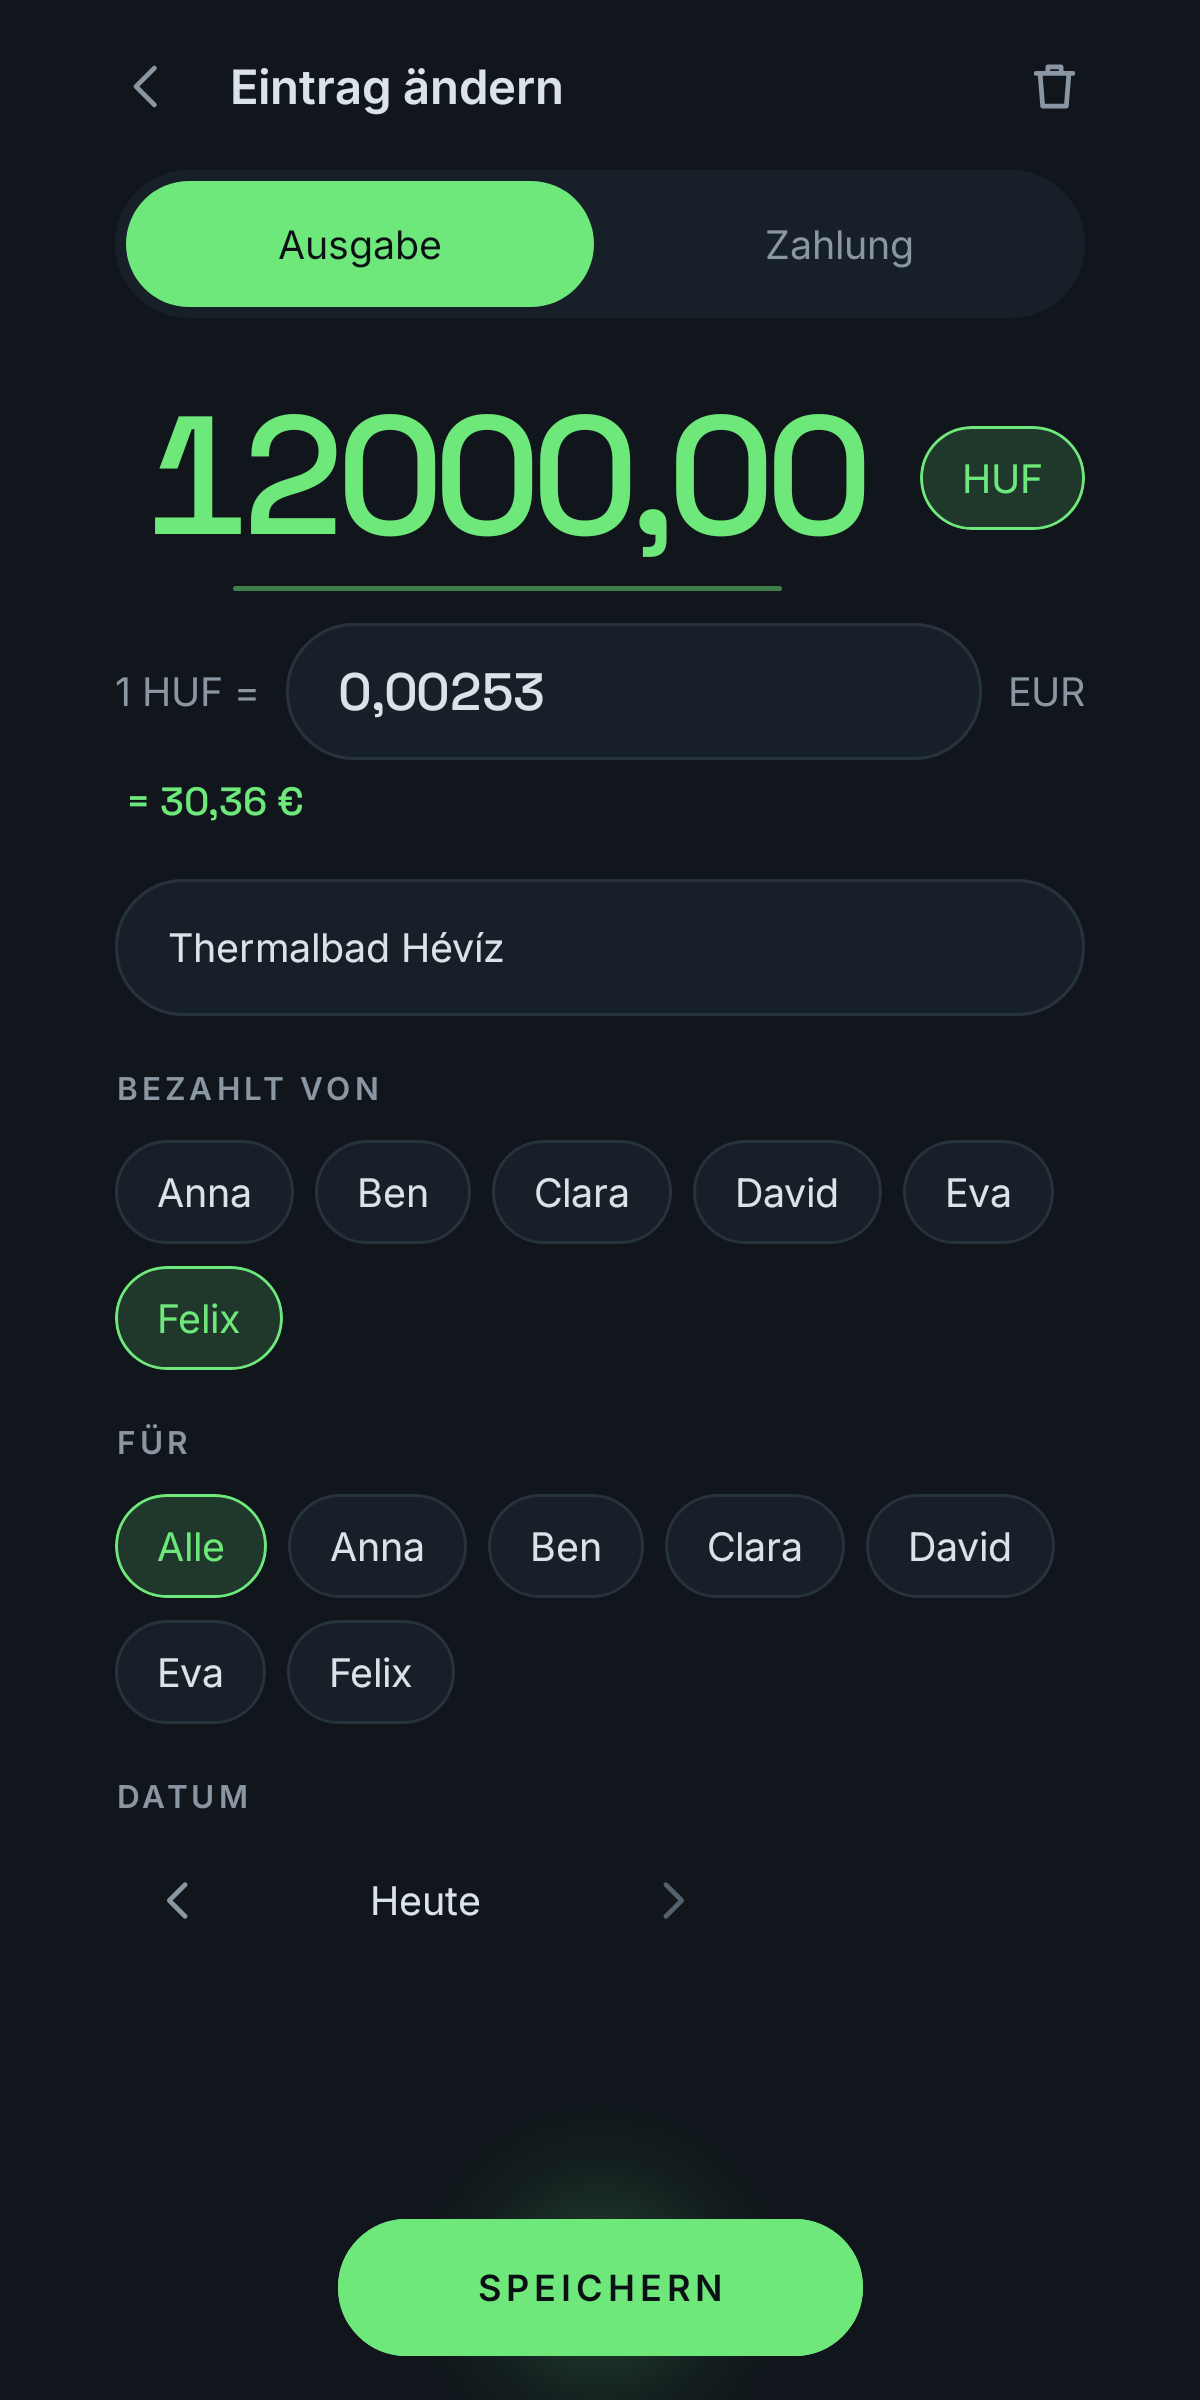 Eintrag ändern
Ausgabe Zahlung
12000,00 HUF
1 HUF = 0,00253 EUR
= 30,36 €
Thermalbad Hévíz
BEZAHLT VON
Anna Ben Clara David Eva
Felix
FÜR
Alle Anna Ben Clara David
Eva Felix
DATUM
Heute
SPEICHERN